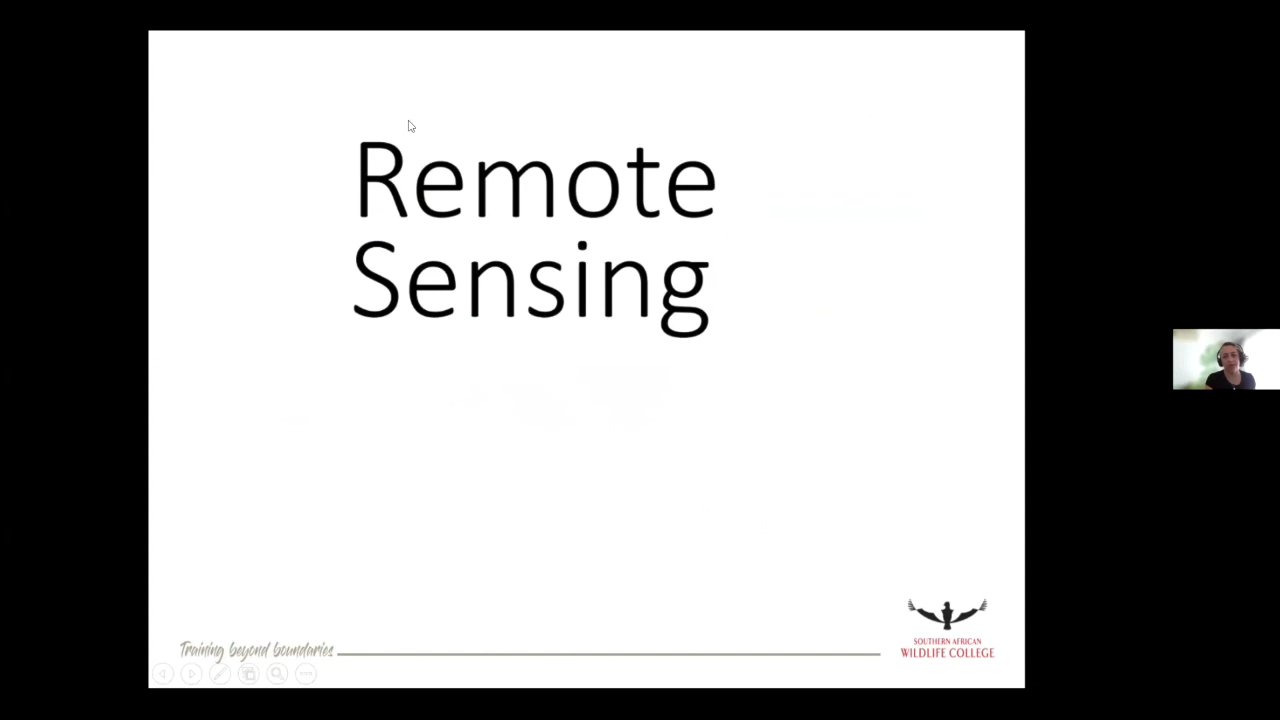 Remote
Sensing
Training beyond boundaries
SOUTHERN AFRICAN
WILDLIFE COLLEGE